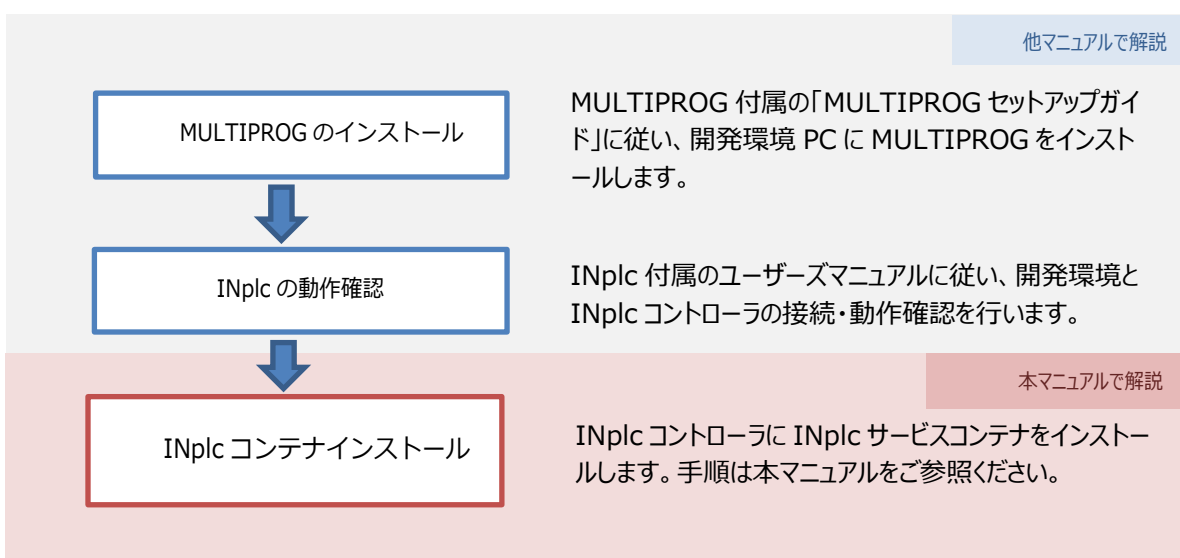 他マニュアルで解説
MULTIPROG のインストール
MULTIPROG 付属の「MULTIPROG セットアップガイ
ド」に従い、開発環境 PC に MULTIPROG をインスト
ールします。
INplc の動作確認
INplc 付属のユーザーズマニュアルに従い、開発環境と
INplc コントローラの接続・動作確認を行います。
本マニュアルで解説
INplc コンテナインストール
INplc コントローラに INplc サービスコンテナをインストー
ルします。手順は本マニュアルをご参照ください。